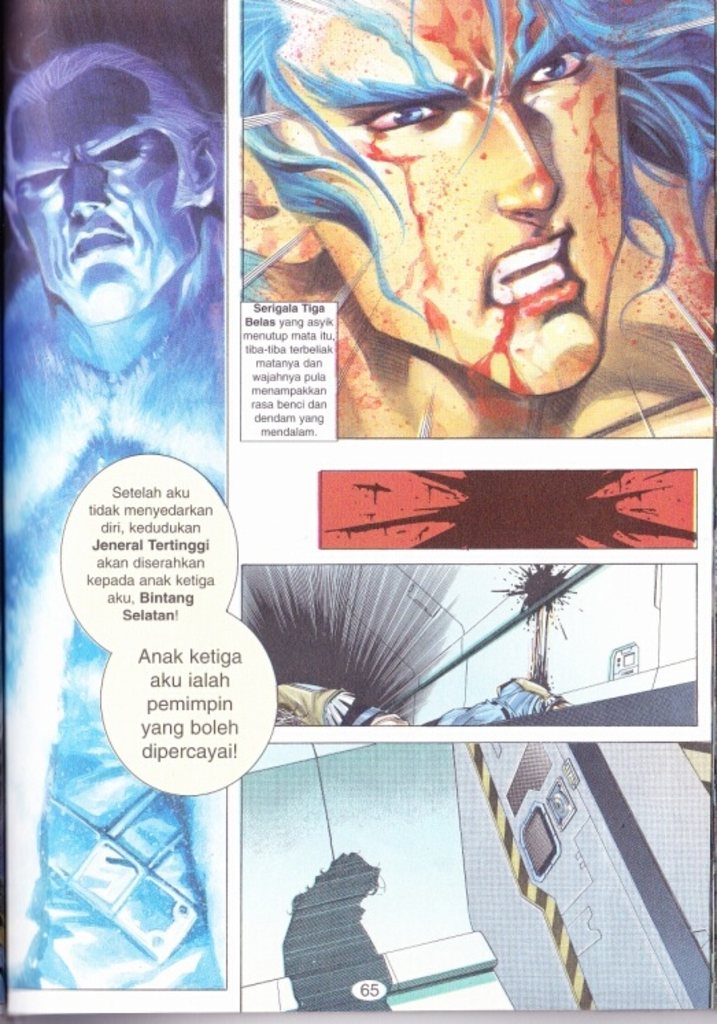 Serigala Tiga
Belas yang asyik
menutup mata itu,
tiba-tiba terbeliak
matanya dan
wajahnya pula
menampakkan
rasa benci dan
dendam yang
mendalam.
Setelah aku
tidak menyedarkan
diri, kedudukan
Jeneral Tertinggi
akan diserahkan
kepada anak ketiga
aku, Bintang
Selatan!
Anak ketiga
aku ialah
pemimpin
yang boleh
dipercayai!
65